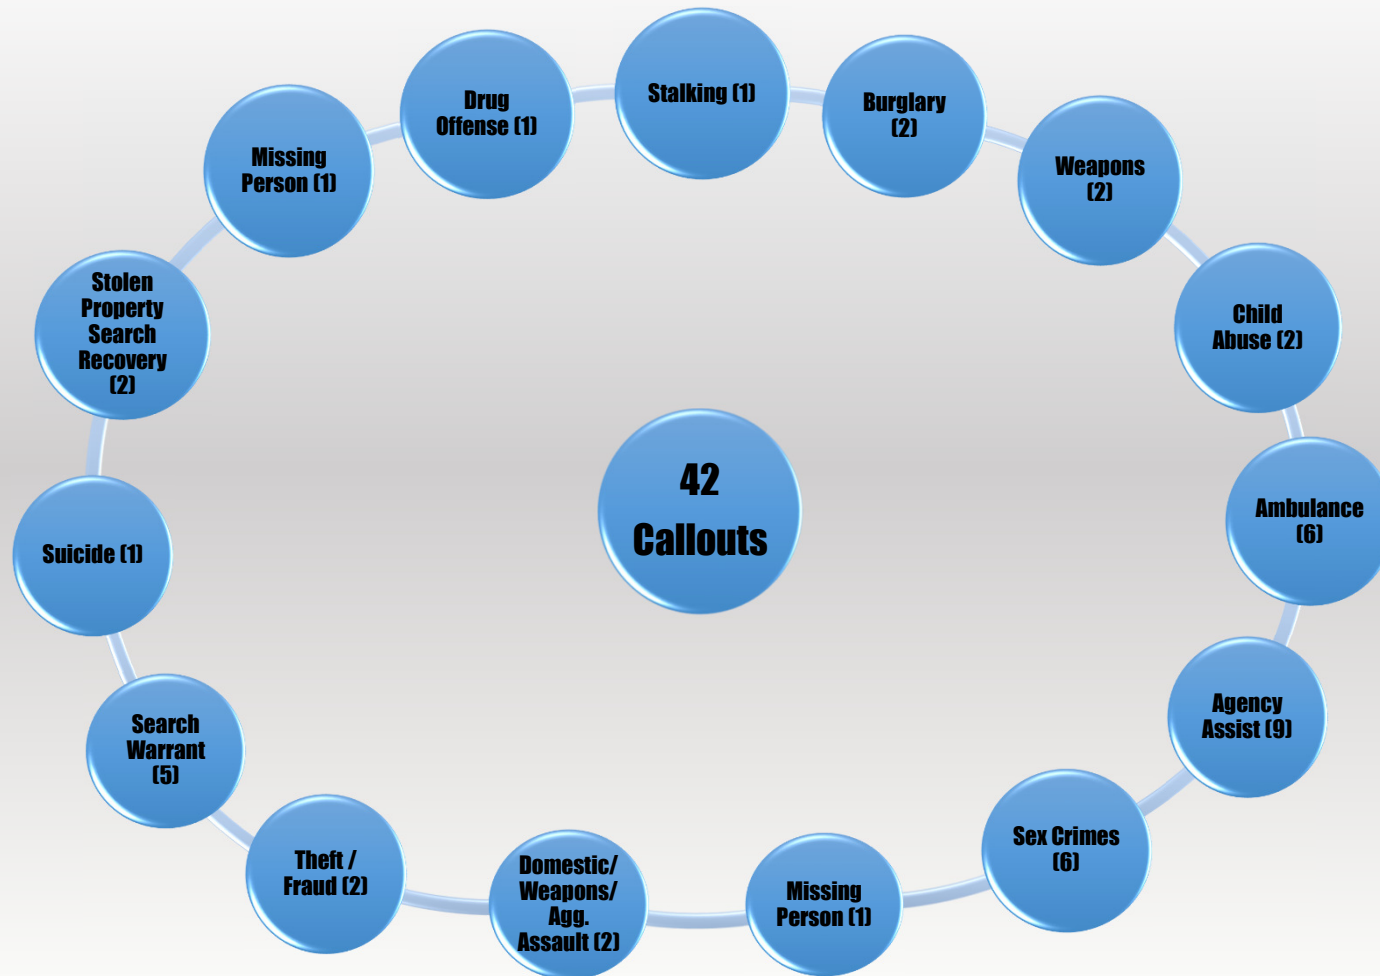 Stalking (1)
Burglary
(2)
Weapons
(2)
Child
Abuse (2)
Ambulance
(6)
Agency
Assist (9)
Sex Crimes
(6)
Missing
Person (1)
Domestic/
Weapons/
Agg.
Assault (2)
Theft /
Fraud (2)
Search
Warrant
(5)
Suicide (1)
Stolen
Property
Search
Recovery
(2)
Missing
Person (1)
Drug
Offense (1)
42
Callouts